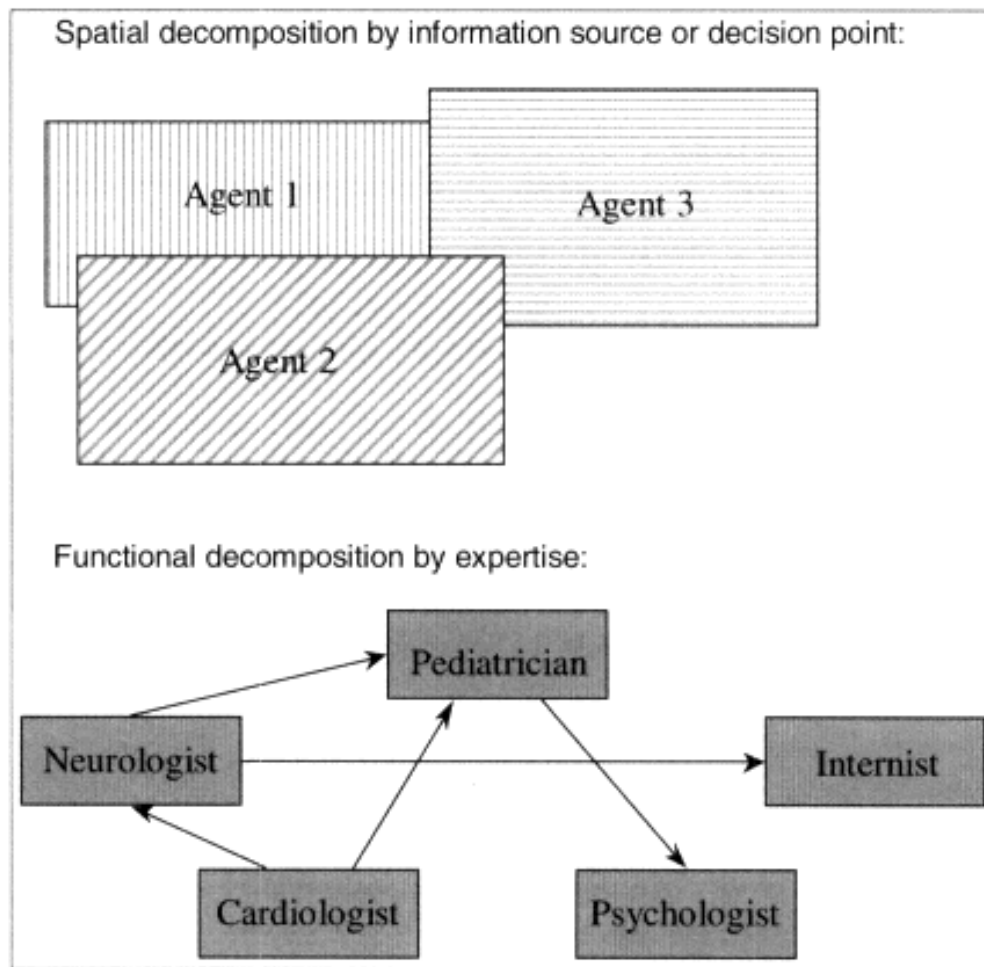 Spatial decomposition by information source or decision point:
Agent 1
Agent 3
Agent 2
Functional decomposition by expertise:
Pediatrician
Neurologist
Internist
Cardiologist
Psychologist